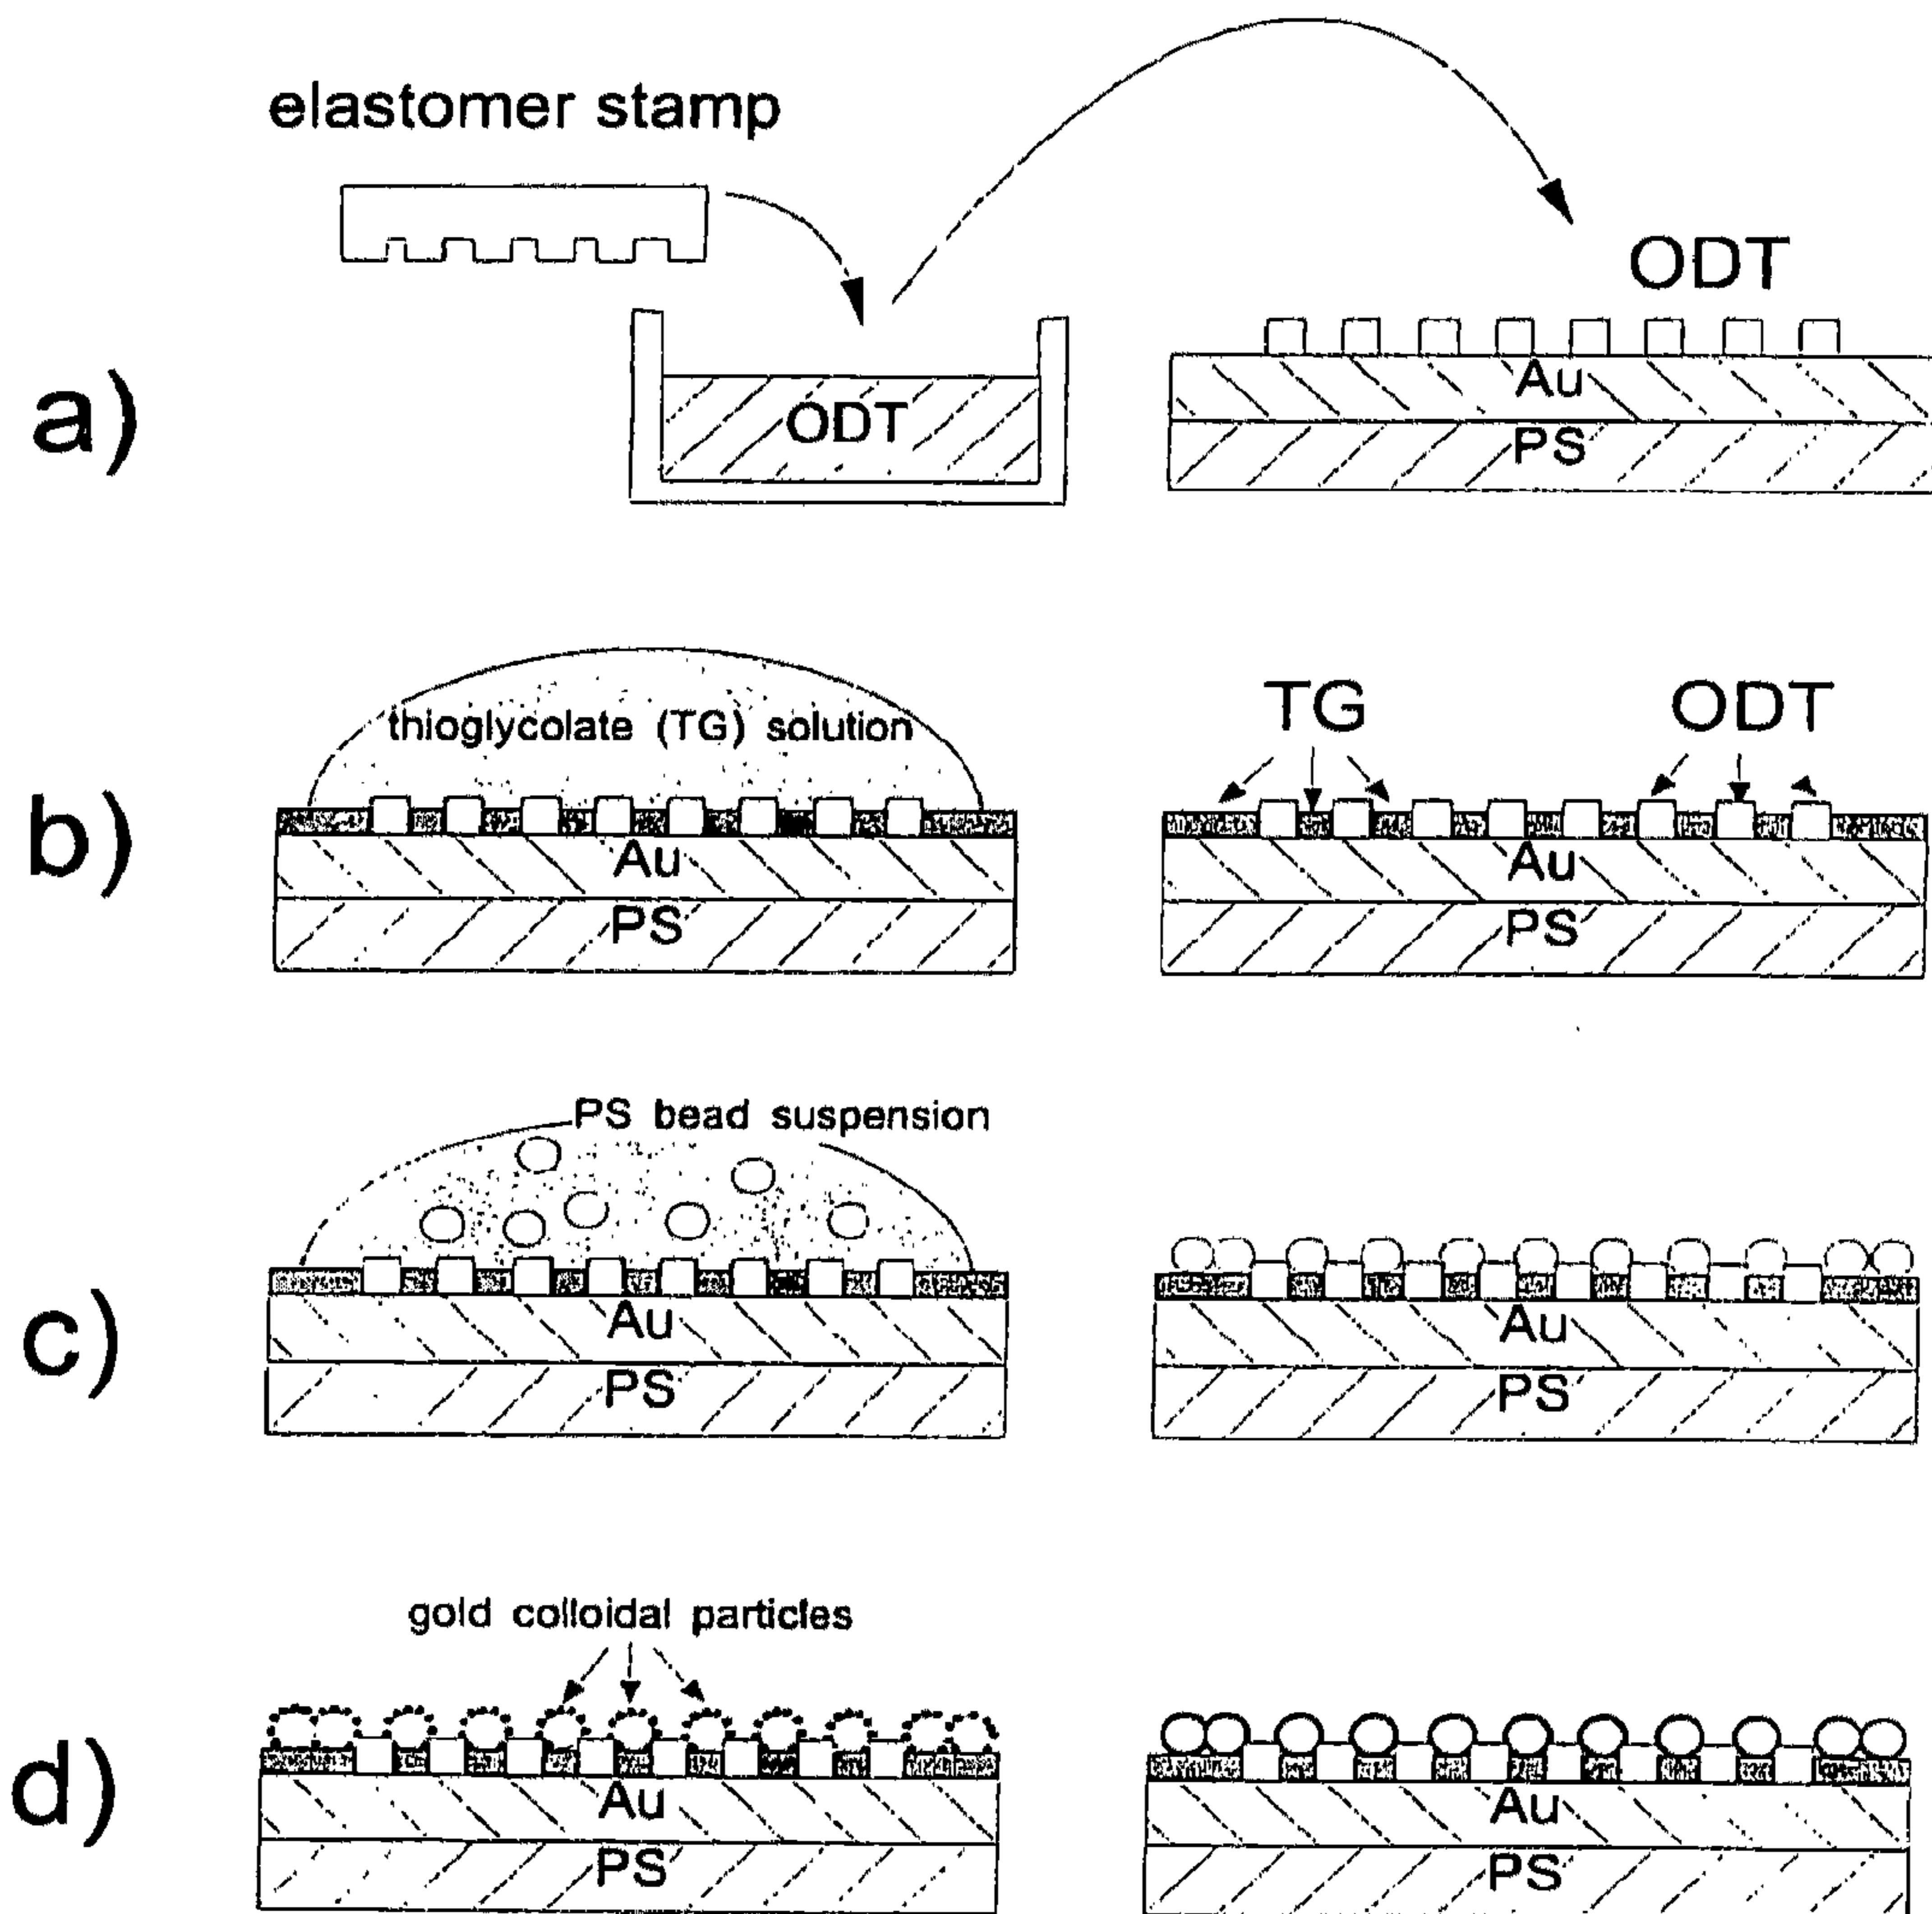 elastomer stamp
ODT
a)
ODT
Au
PS
thioglycolate (TG) solution
TG
ODT
b)
Au
PS
Au
PS
PS bead suspension
c)
Au
PS
Au
PS
gold colloidal particles
d)
Au
PS
Au
PS